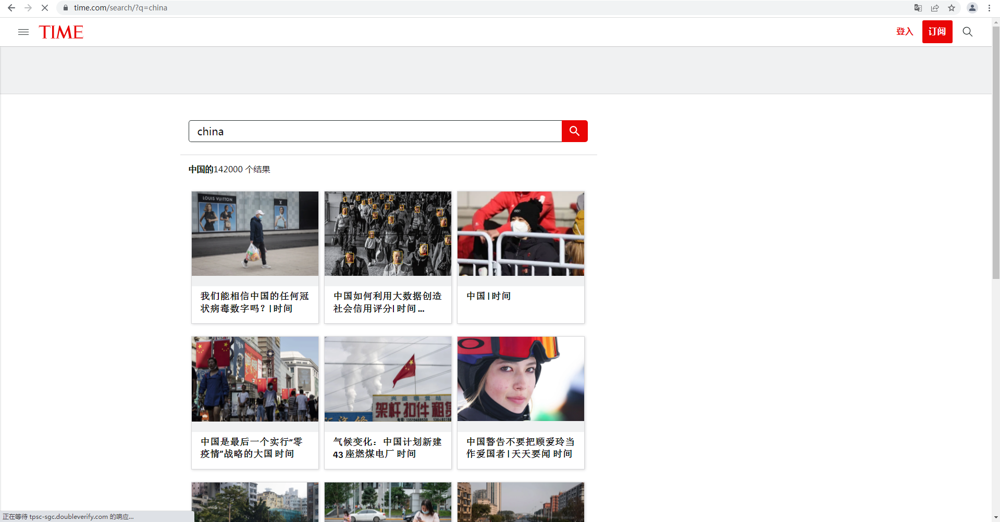 time.com/search/?q=china
TIME
登入
订阅
china
中国的142000 个结果
LOUIS VUITTON
我们能相信中国的任何冠
状病毒数字吗？| 时间
中国如何利用大数据创造
社会信用评分| 时间 ...
中国 | 时间
架杆扣件租赁
中国是最后一个实行“零
疫情”战略的大国 时间
气候变化：中国计划新建
43 座燃煤电厂 时间
中国警告不要把顾爱玲当
作爱国者 | 天天要闻 时间
正在等待 tpsc-sgc.doubleverify.com 的响应...